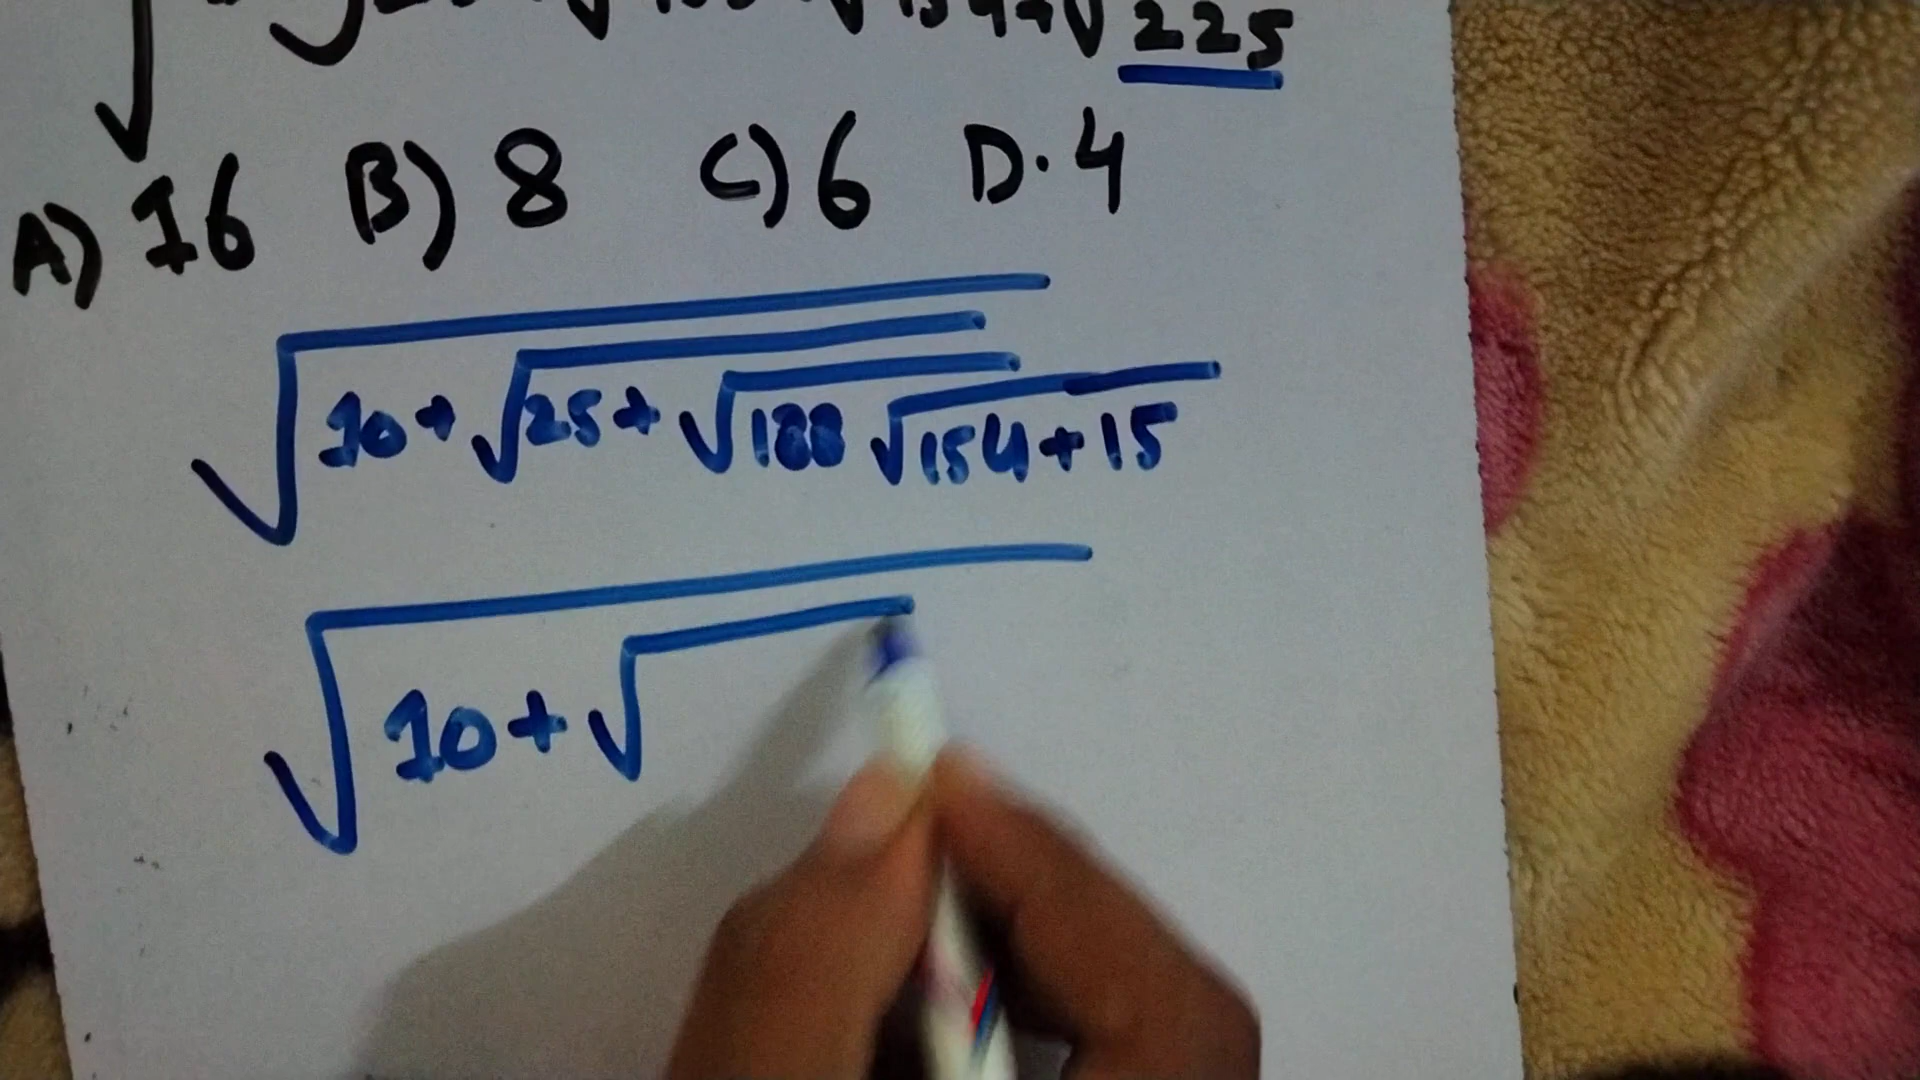 √225
A) 16 B) 8 C) 6 D. 4
√10+√25+√188 √154+15
√10+√